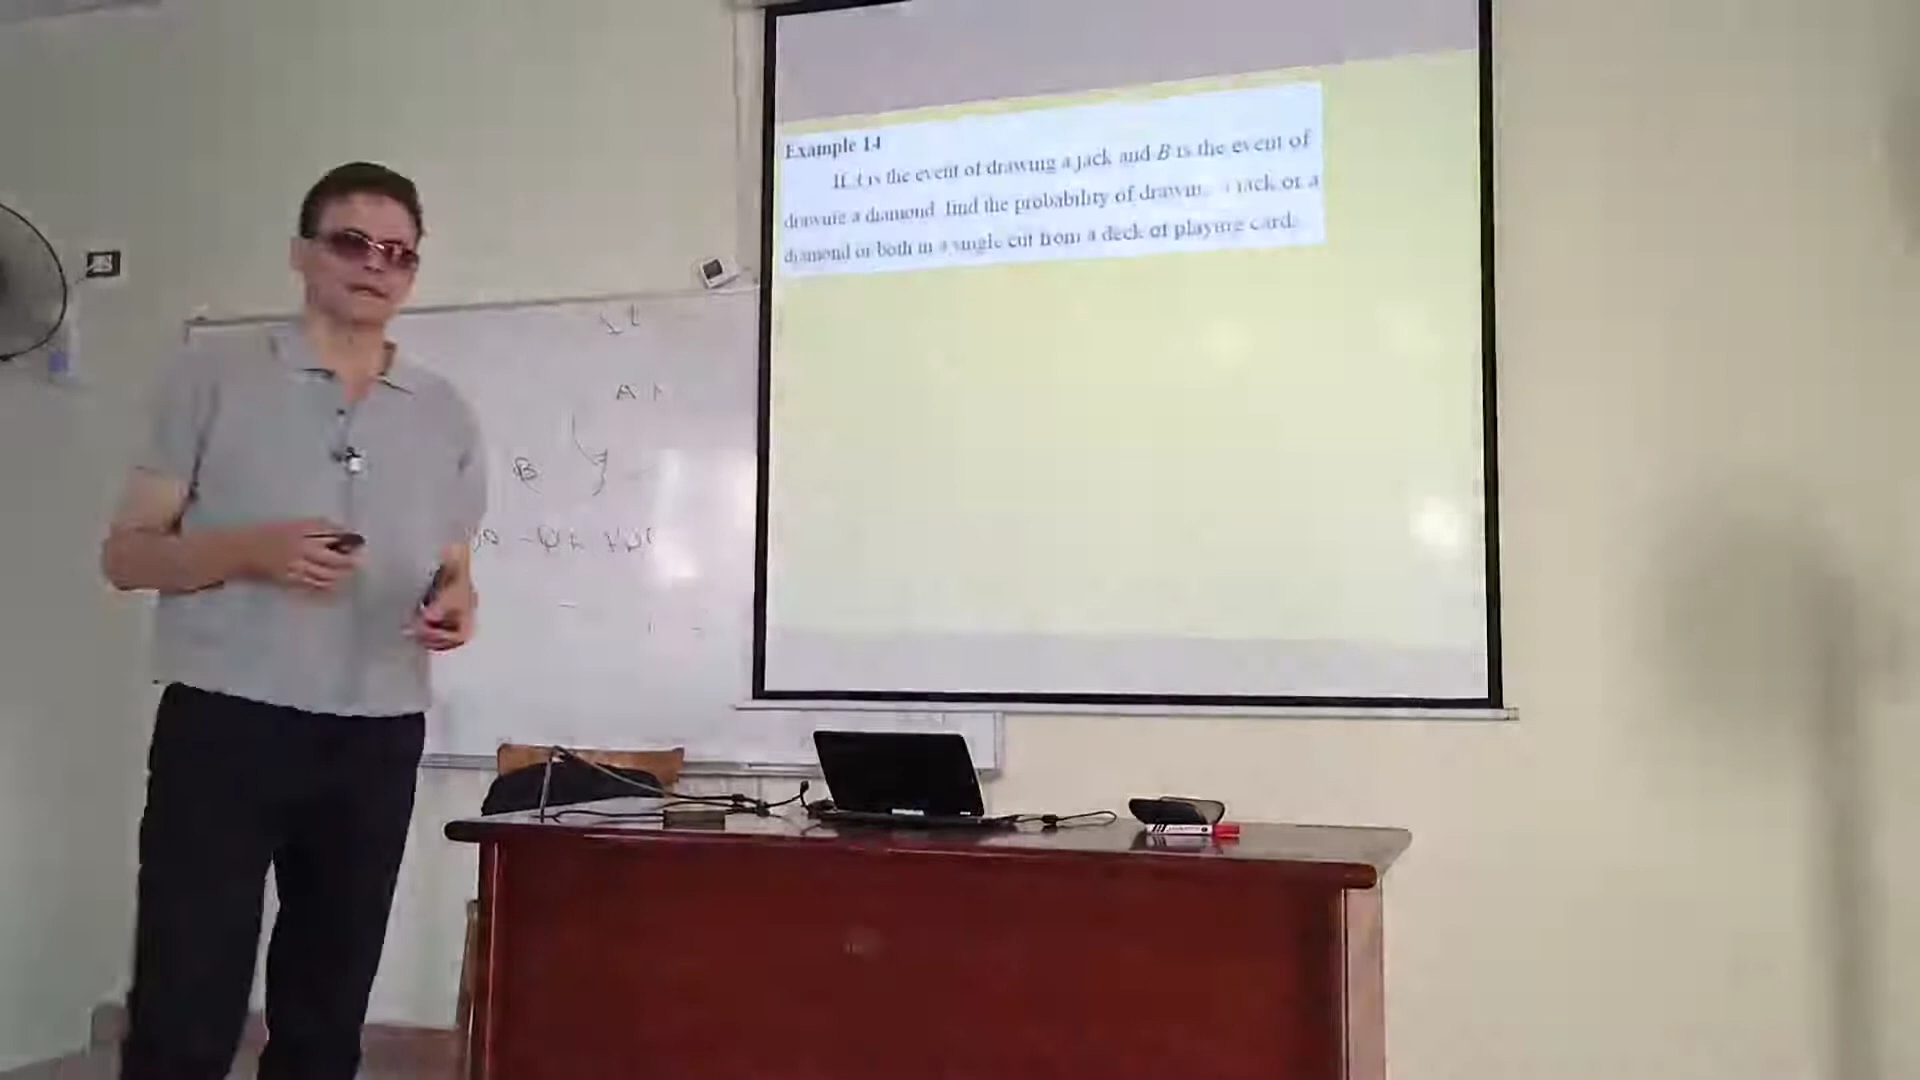 Example 14
If A is the event of drawing a jack and B is the event of
drawing a diamond find the probability of drawing a jack or a
diamond or both in a single cut from a deck of playing card.
A
B